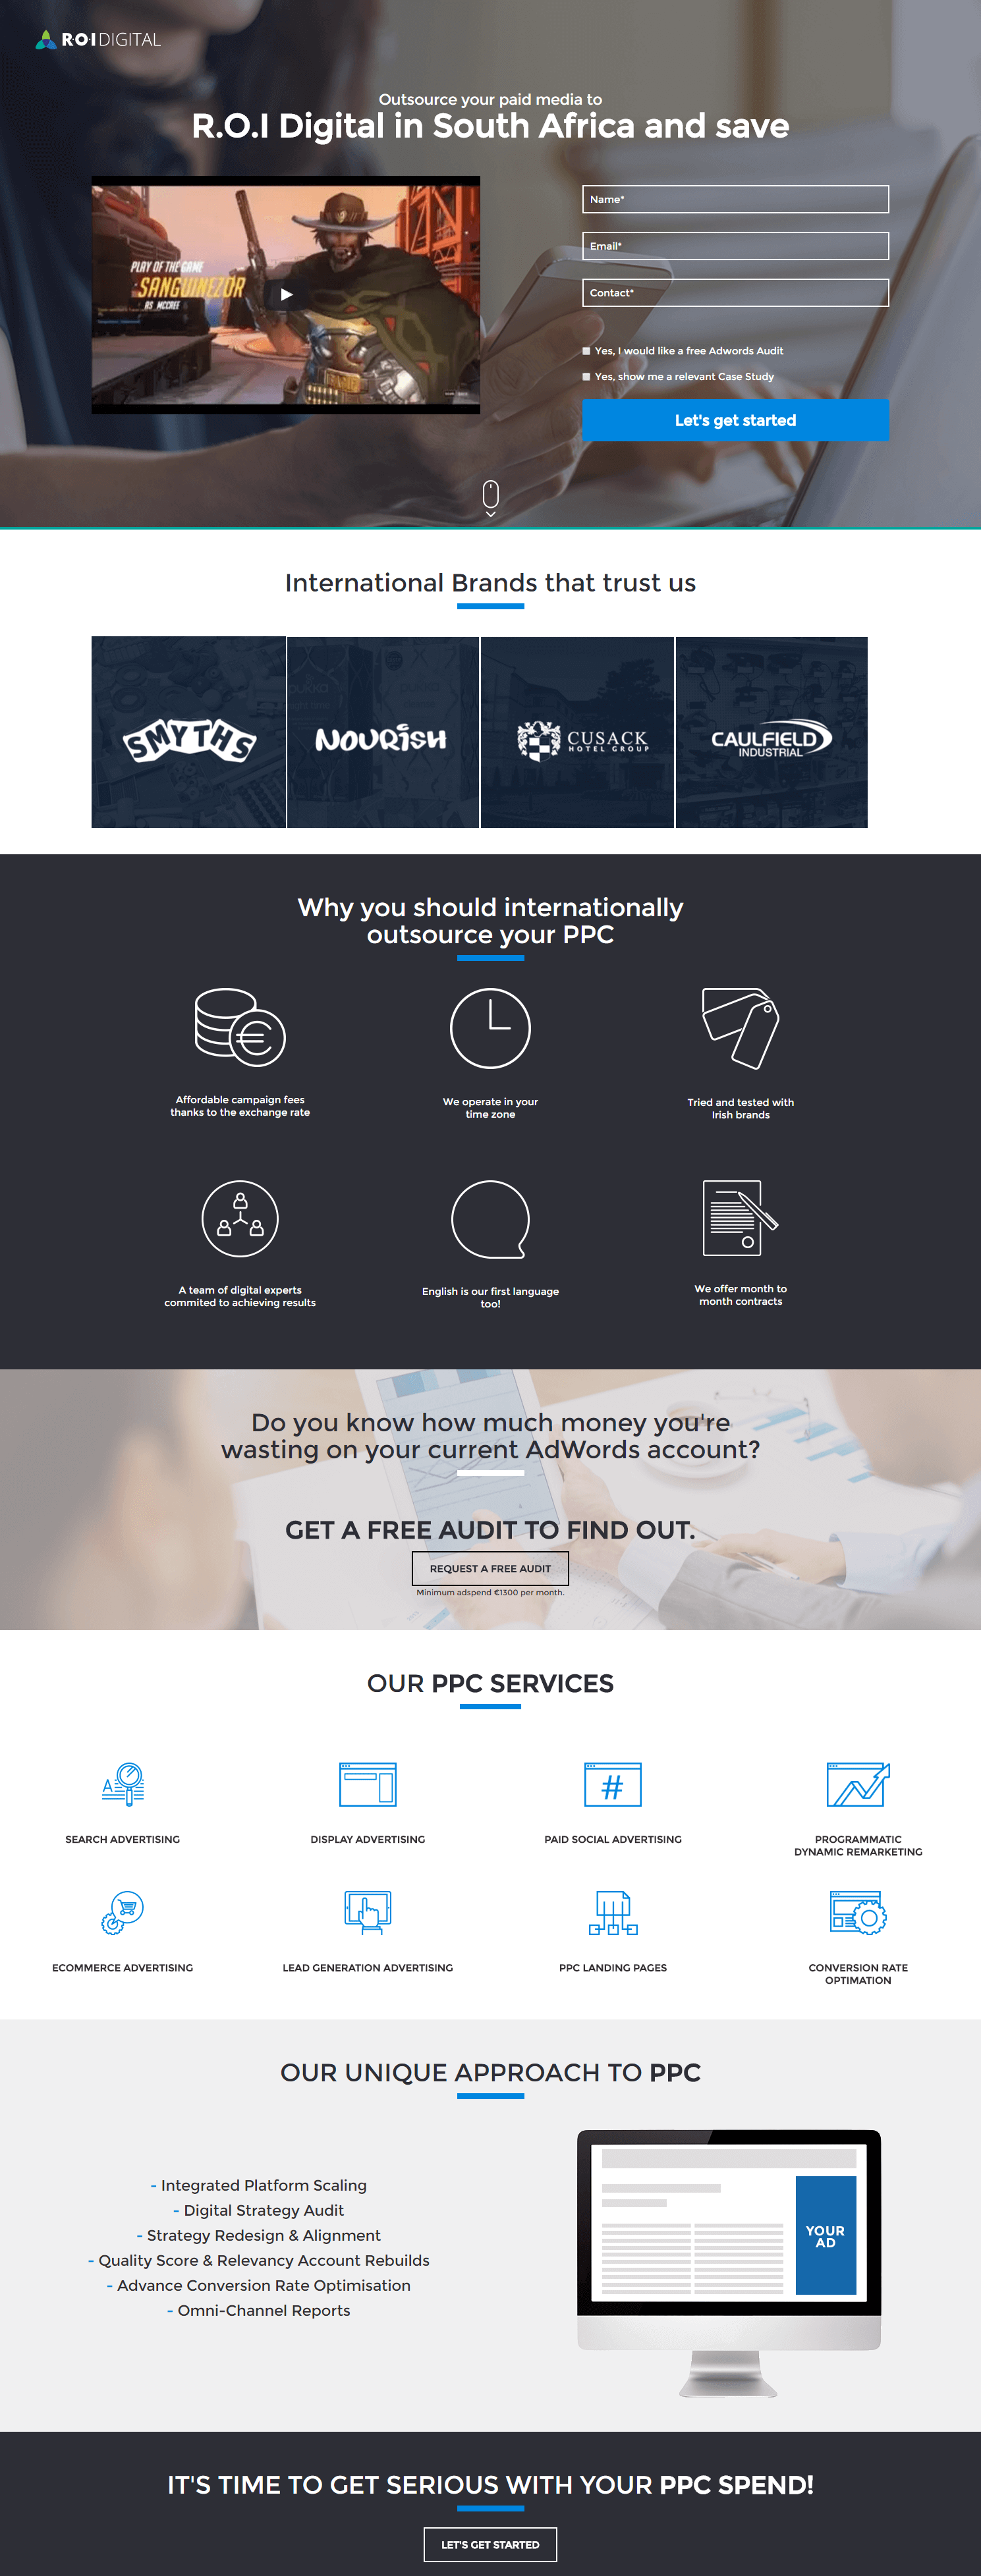 R.O.I DIGITAL
Outsource your paid media to
R.O.I Digital in South Africa and save
PLAY OF THE GAME
SANGUINEZOR
AS MCCREE
Name*
Email*
Contact*
Yes, I would like a free Adwords Audit
Yes, show me a relevant Case Study
Let's get started
International Brands that trust us
SMYTHS
NOURISH
CUSACK
HOTEL GROUP
CAULFIELD
INDUSTRIAL
Why you should internationally
outsource your PPC
Affordable campaign fees
thanks to the exchange rate
We operate in your
time zone
Tried and tested with
Irish brands
A team of digital experts
commited to achieving results
English is our first language
too!
We offer month to
month contracts
Do you know how much money you're
wasting on your current AdWords account?
GET A FREE AUDIT TO FIND OUT.
REQUEST A FREE AUDIT
Minimum adspend €1300 per month.
OUR PPC SERVICES
A
#
SEARCH ADVERTISING
DISPLAY ADVERTISING
PAID SOCIAL ADVERTISING
PROGRAMMATIC
DYNAMIC REMARKETING
ECOMMERCE ADVERTISING
LEAD GENERATION ADVERTISING
PPC LANDING PAGES
CONVERSION RATE
OPTIMATION
OUR UNIQUE APPROACH TO PPC
- Integrated Platform Scaling
- Digital Strategy Audit
- Strategy Redesign & Alignment
- Quality Score & Relevancy Account Rebuilds
- Advance Conversion Rate Optimisation
- Omni-Channel Reports
YOUR
AD
IT'S TIME TO GET SERIOUS WITH YOUR PPC SPEND!
LET'S GET STARTED